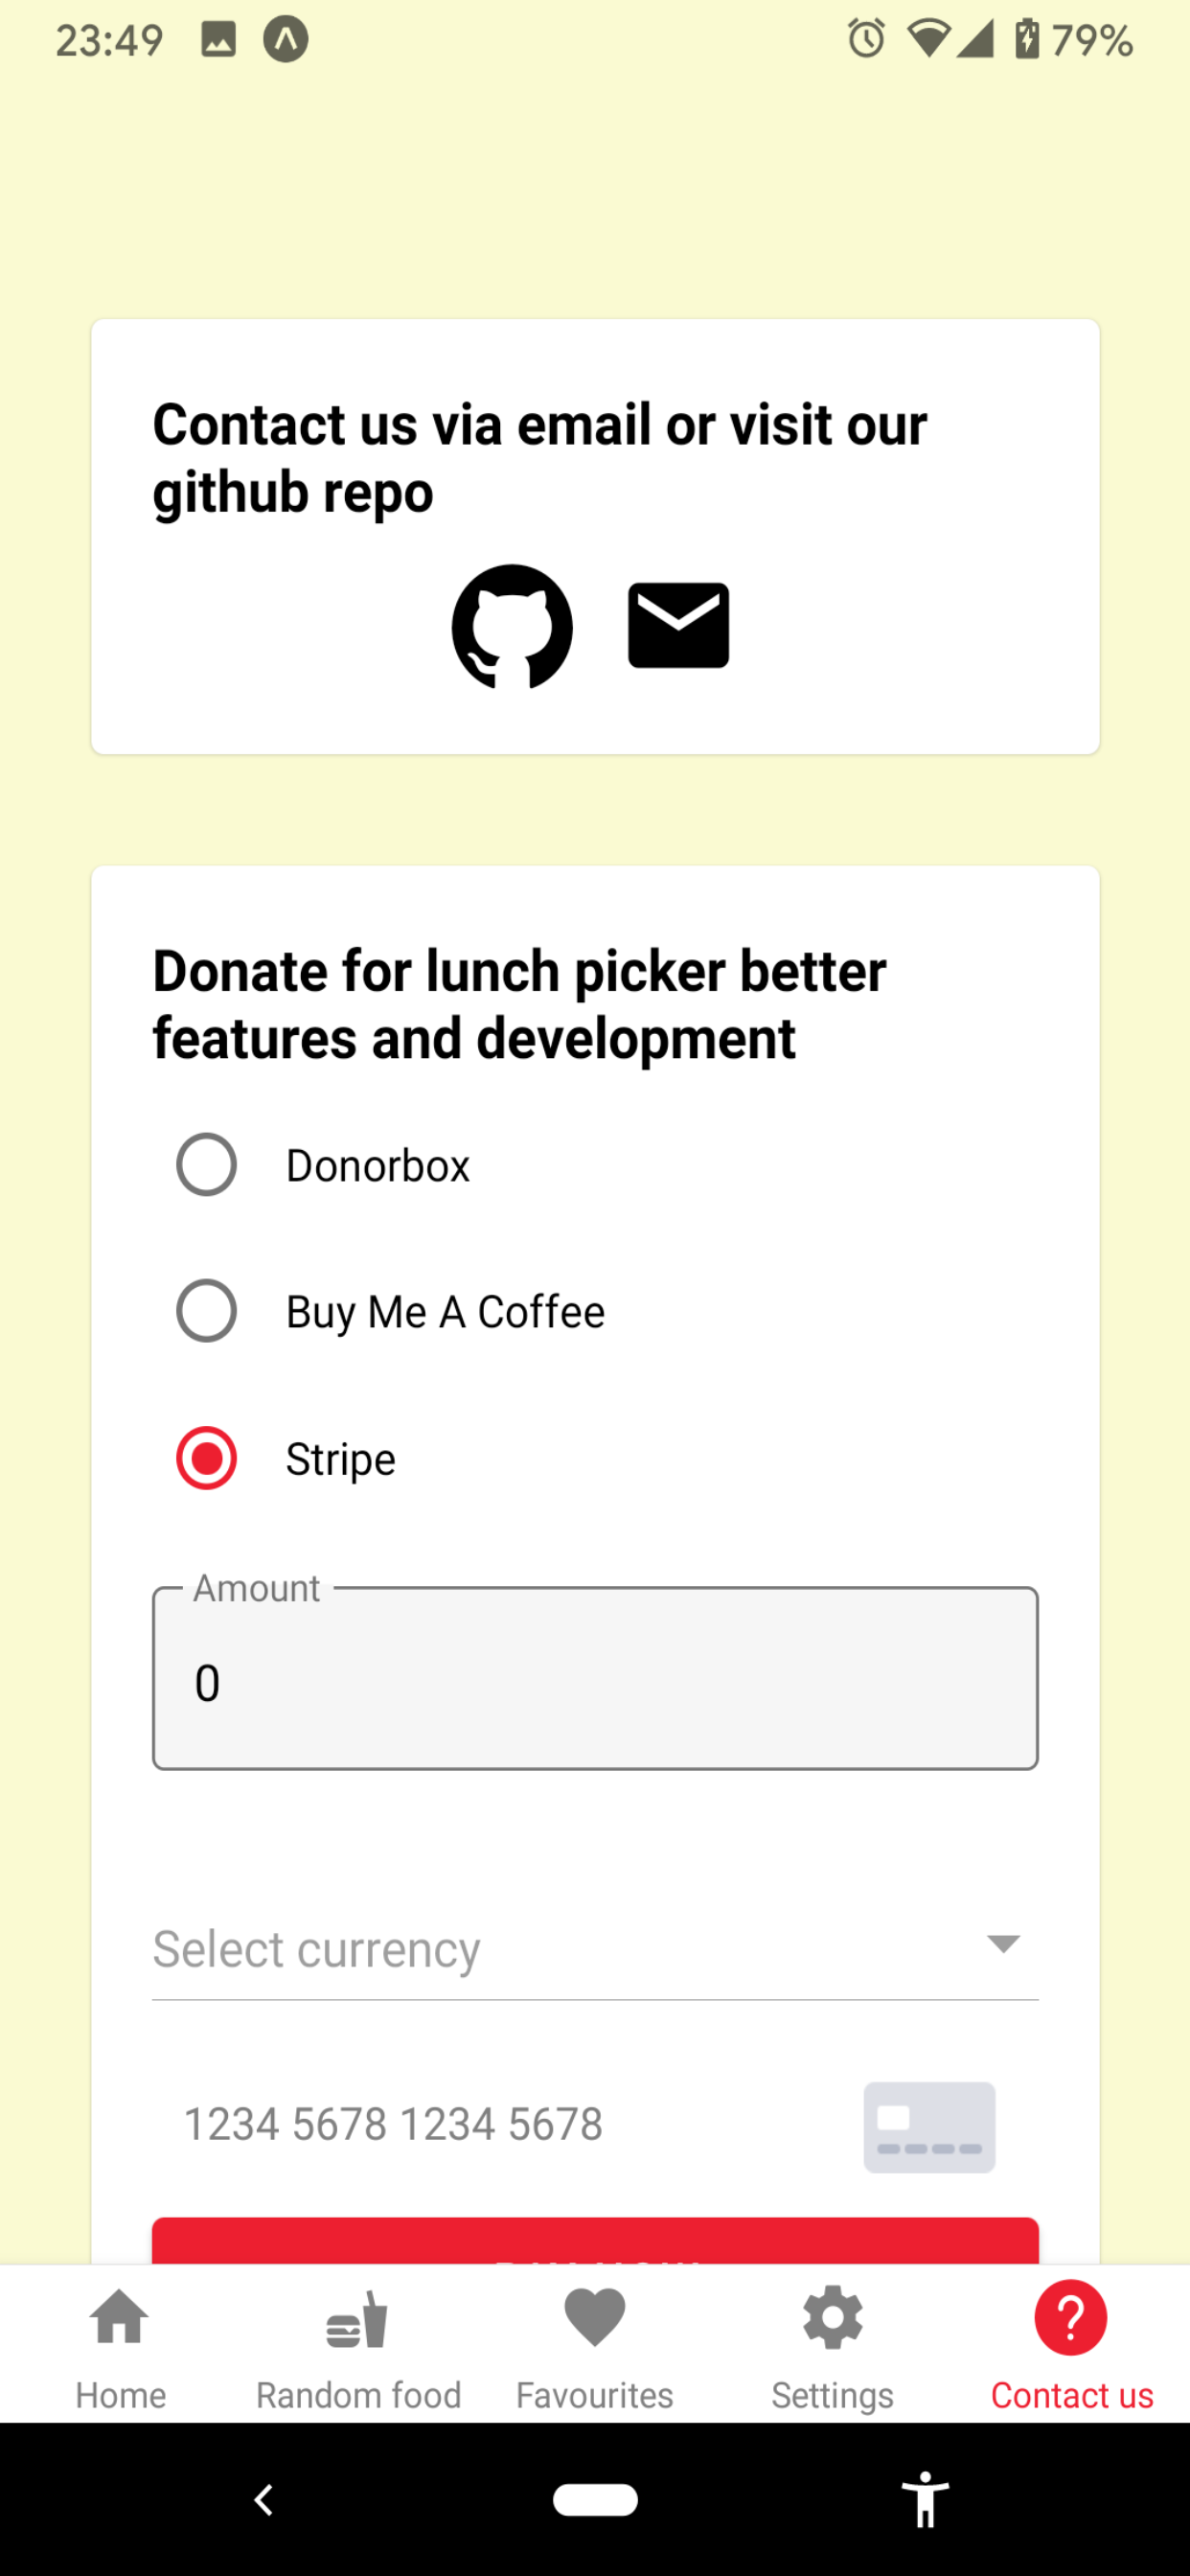 23:49 79%
Contact us via email or visit our
github repo
Donate for lunch picker better
features and development
Donorbox
Buy Me A Coffee
Stripe
Amount
0
Select currency
1234 5678 1234 5678
Home Random food Favourites Settings Contact us